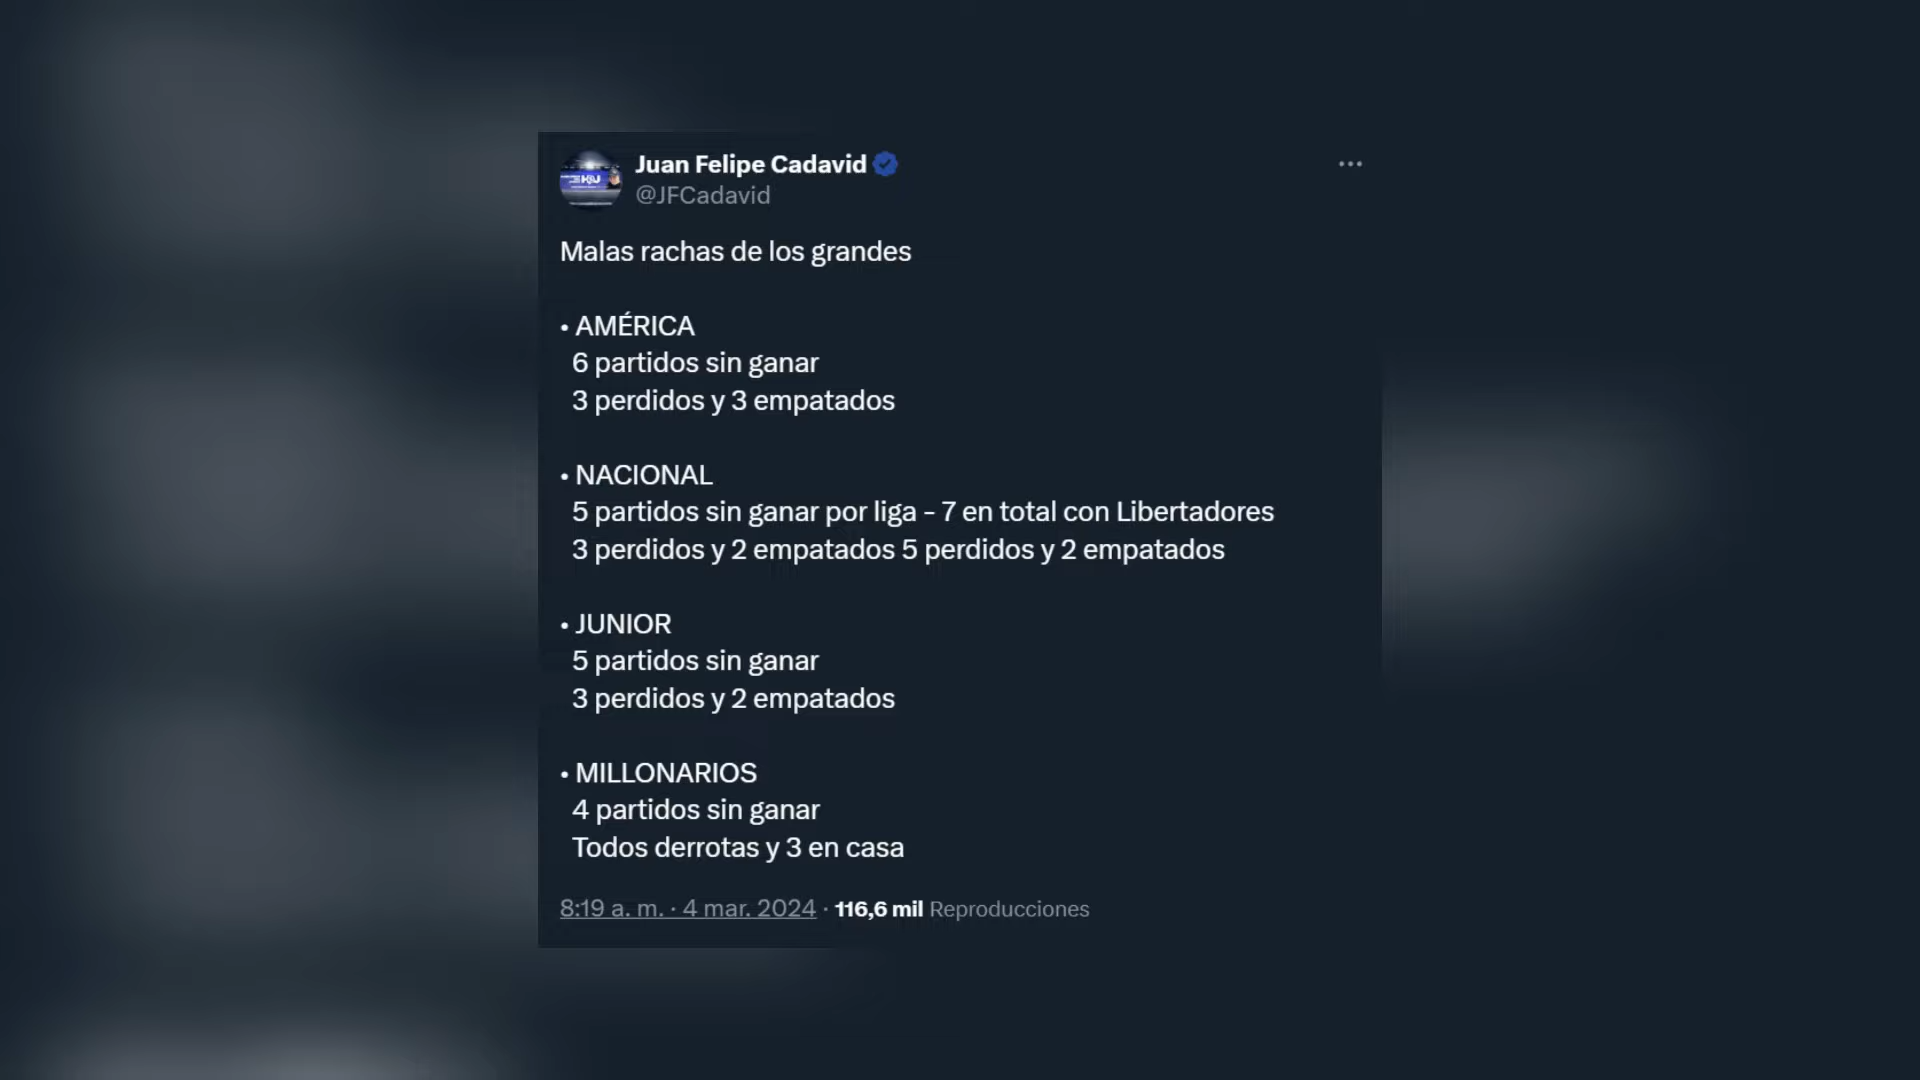 Juan Felipe Cadavid
@JFCadavid
Malas rachas de los grandes
• AMÉRICA
6 partidos sin ganar
3 perdidos y 3 empatados
• NACIONAL
5 partidos sin ganar por liga - 7 en total con Libertadores
3 perdidos y 2 empatados 5 perdidos y 2 empatados
• JUNIOR
5 partidos sin ganar
3 perdidos y 2 empatados
• MILLONARIOS
4 partidos sin ganar
Todos derrotas y 3 en casa
8:19 a. m. · 4 mar. 2024 · 116,6 mil Reproducciones